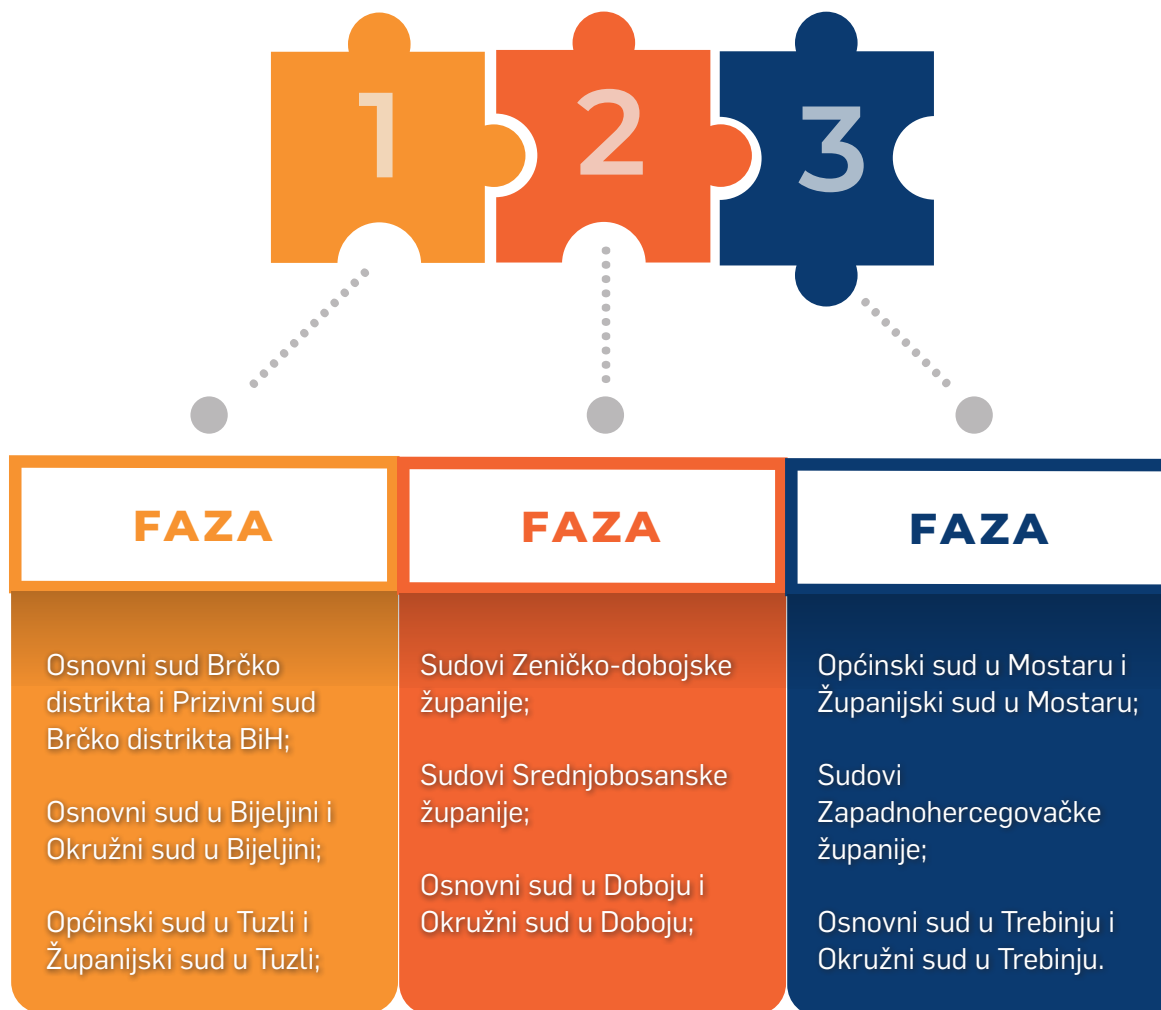 1
2
3
FAZA
Osnovni sud Brčko
distrikta i Prizivni sud
Brčko distrikta BiH;
Osnovni sud u Bijeljini i
Okružni sud u Bijeljini;
Općinski sud u Tuzli i
Županijski sud u Tuzli;
FAZA
Sudovi Zeničko-dobojske
županije;
Sudovi Srednjobosanske
županije;
Osnovni sud u Doboju i
Okružni sud u Doboju;
FAZA
Općinski sud u Mostaru i
Županijski sud u Mostaru;
Sudovi
Zapadnohercegovačke
županije;
Osnovni sud u Trebinju i
Okružni sud u Trebinju.